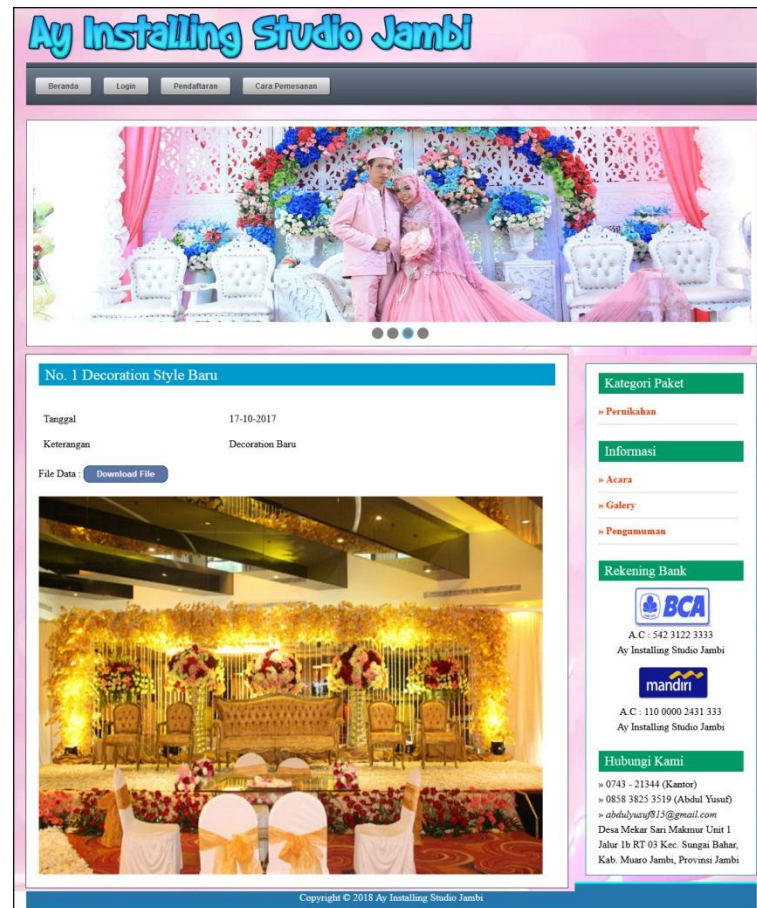 Ay Installing Studio Jambi
Beranda
Login
Pendaftaran
Cara Pemesanan
No. 1 Decoration Style Baru
Tanggal 17-10-2017
Keterangan Decoration Baru
File Data : Download File
Kategori Paket
» Pernikahan
Informasi
» Acara
» Galery
» Pengumuman
Rekening Bank
BCA
A.C : 542 3122 3333
Ay Installing Studio Jambi
mandiri
A.C : 110 0000 2431 333
Ay Installing Studio Jambi
Hubungi Kami
» 0743 - 21344 (Kantor)
» 0858 3825 3519 (Abdul Yusuf)
» abdulyusuf815@gmail.com
Desa Mekar Sari Makmur Unit 1
Jalur 1b RT 03 Kec. Sungai Bahar,
Kab. Muaro Jambi, Provinsi Jambi
Copyright © 2018 Ay Installing Studio Jambi